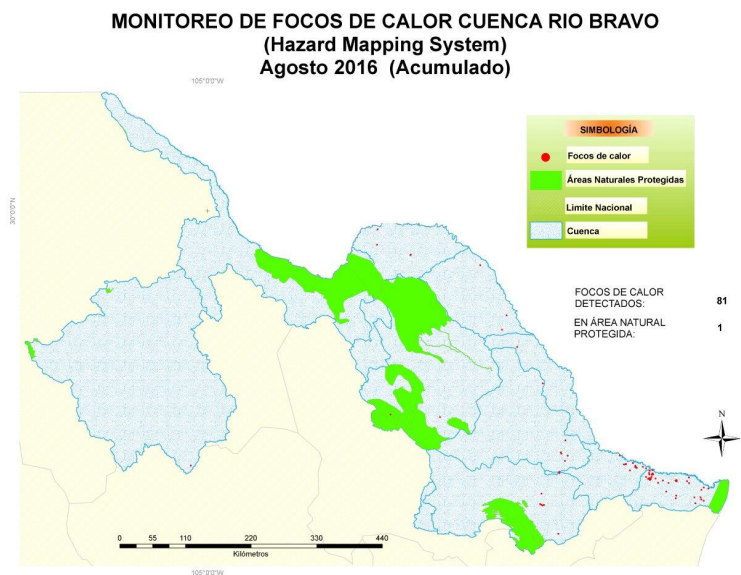 MONITOREO DE FOCOS DE CALOR CUENCA RIO BRAVO
(Hazard Mapping System)
Agosto 2016 (Acumulado)
105°0'0"W
30°0'0"N
SIMBOLOGÍA
Focos de calor
Áreas Naturales Protegidas
Limite Nacional
Cuenca
FOCOS DE CALOR
DETECTADOS: 81
EN ÁREA NATURAL
PROTEGIDA: 1
N
0 55 110 220 330 440
Kilómetros
105°0'0"W